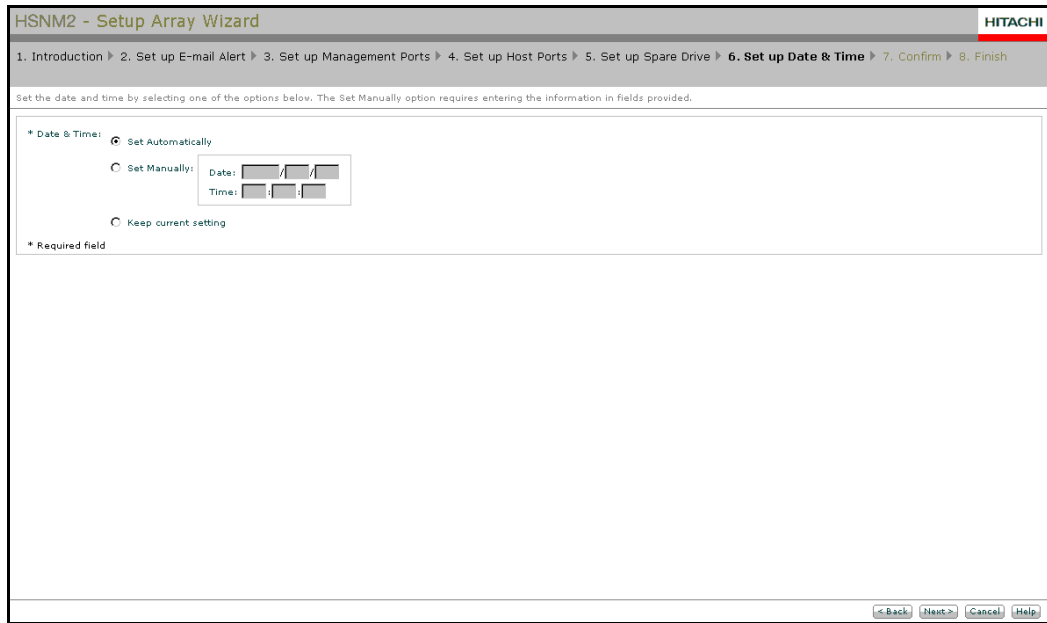 HSNM2 - Setup Array Wizard
HITACHI
1. Introduction 2. Set up E-mail Alert 3. Set up Management Ports 4. Set up Host Ports 5. Set up Spare Drive 6. Set up Date & Time 7. Confirm 8. Finish
Set the date and time by selecting one of the options below. The Set Manually option requires entering the information in fields provided.
* Date & Time:
Set Automatically
Set Manually:
Date: / /
Time: : :
Keep current setting
* Required field
< Back Next > Cancel Help